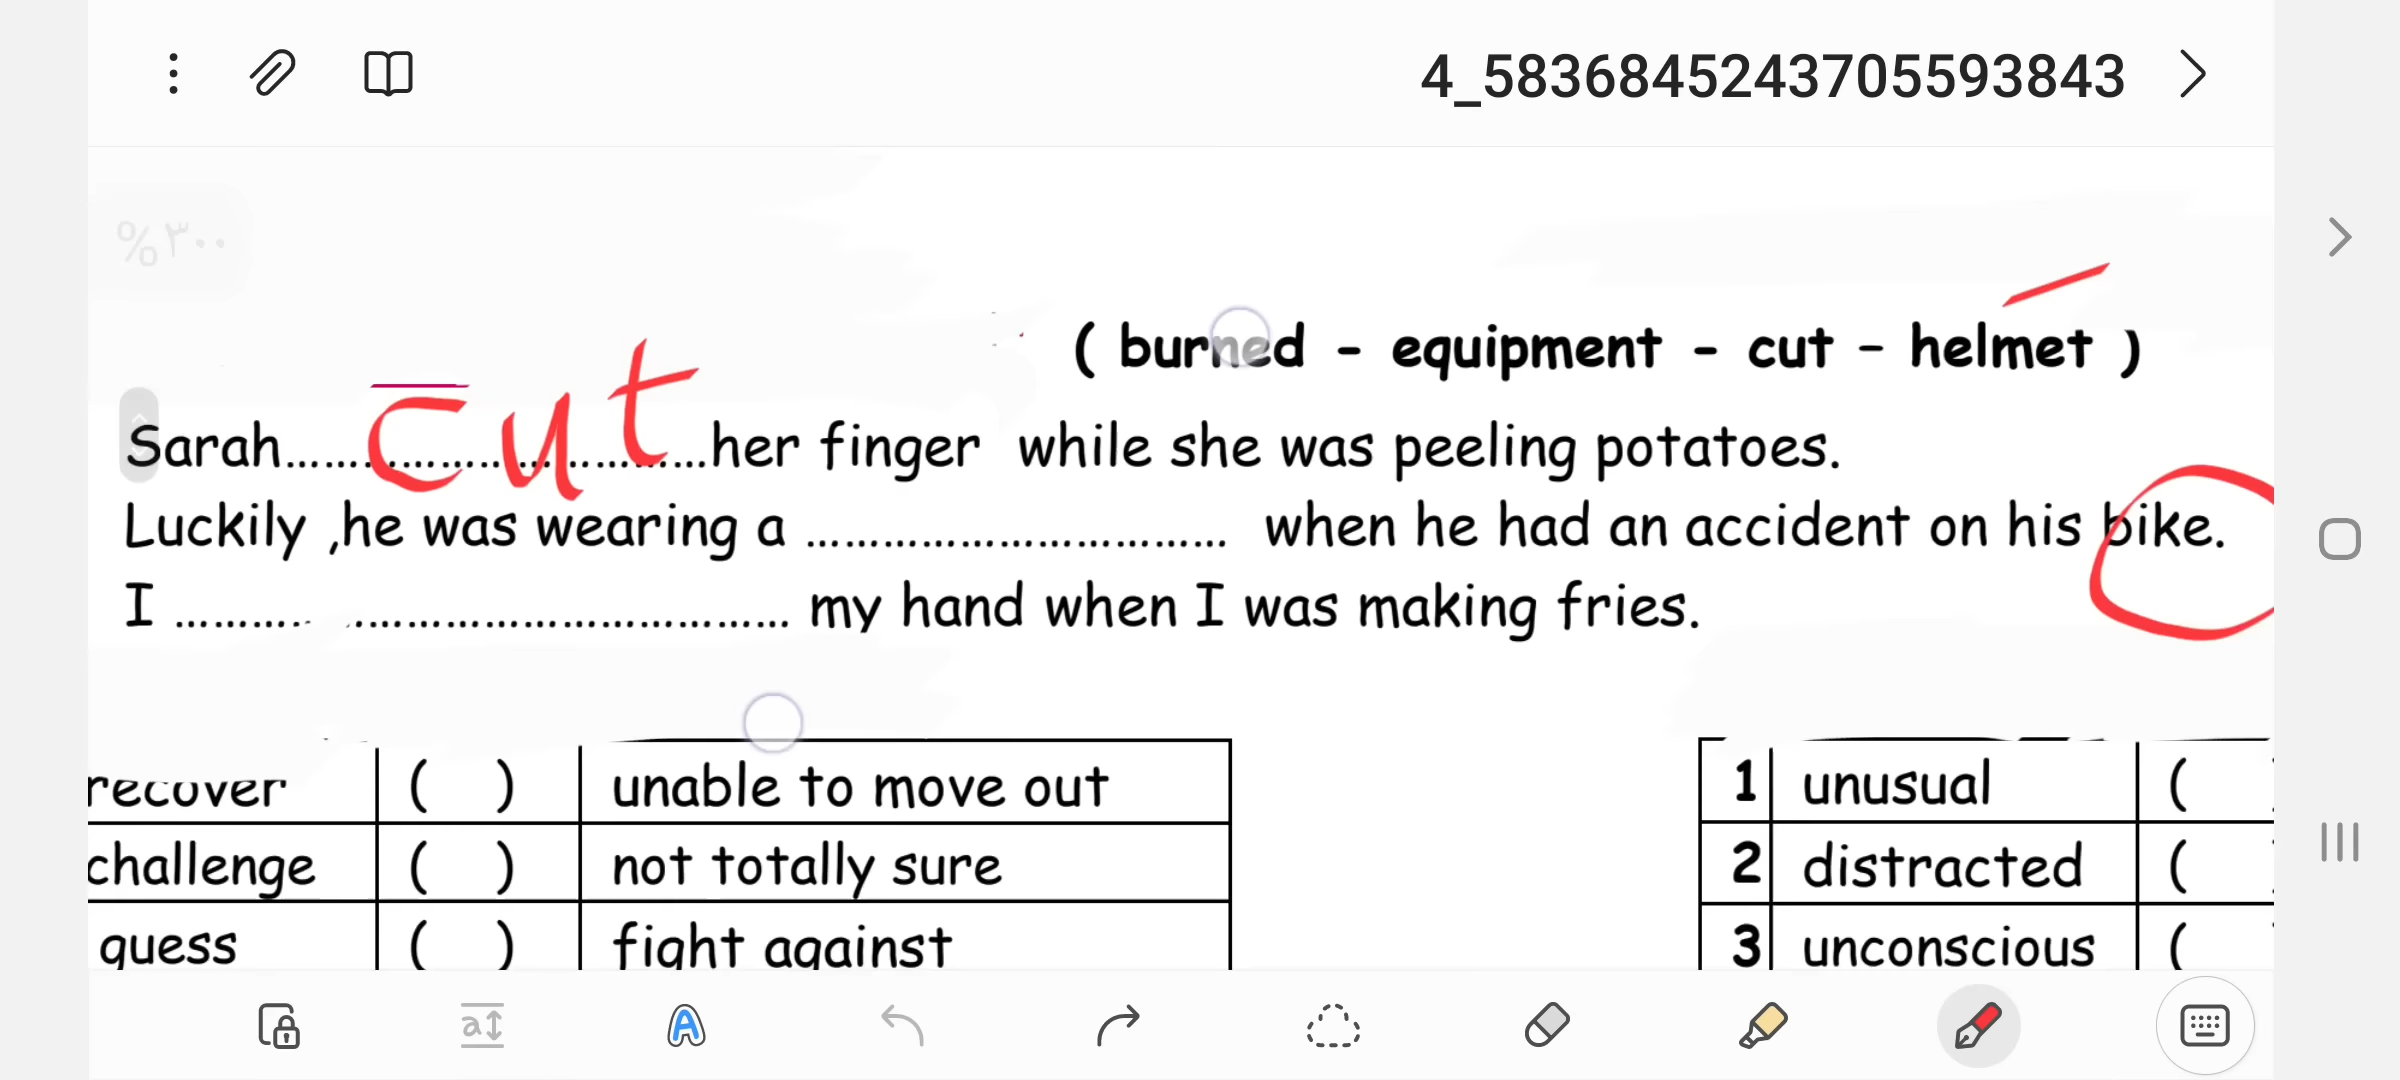 4_5836845243705593843
%٣٠٠
( burned - equipment - cut - helmet )
Sarah.......cut.......her finger while she was peeling potatoes.
Luckily ,he was wearing a ........................... when he had an accident on his bike.
I .......... .............................. my hand when I was making fries.
recover ( ) unable to move out
challenge ( ) not totally sure
guess ( ) fight against
1 unusual (
2 distracted (
3 unconscious (